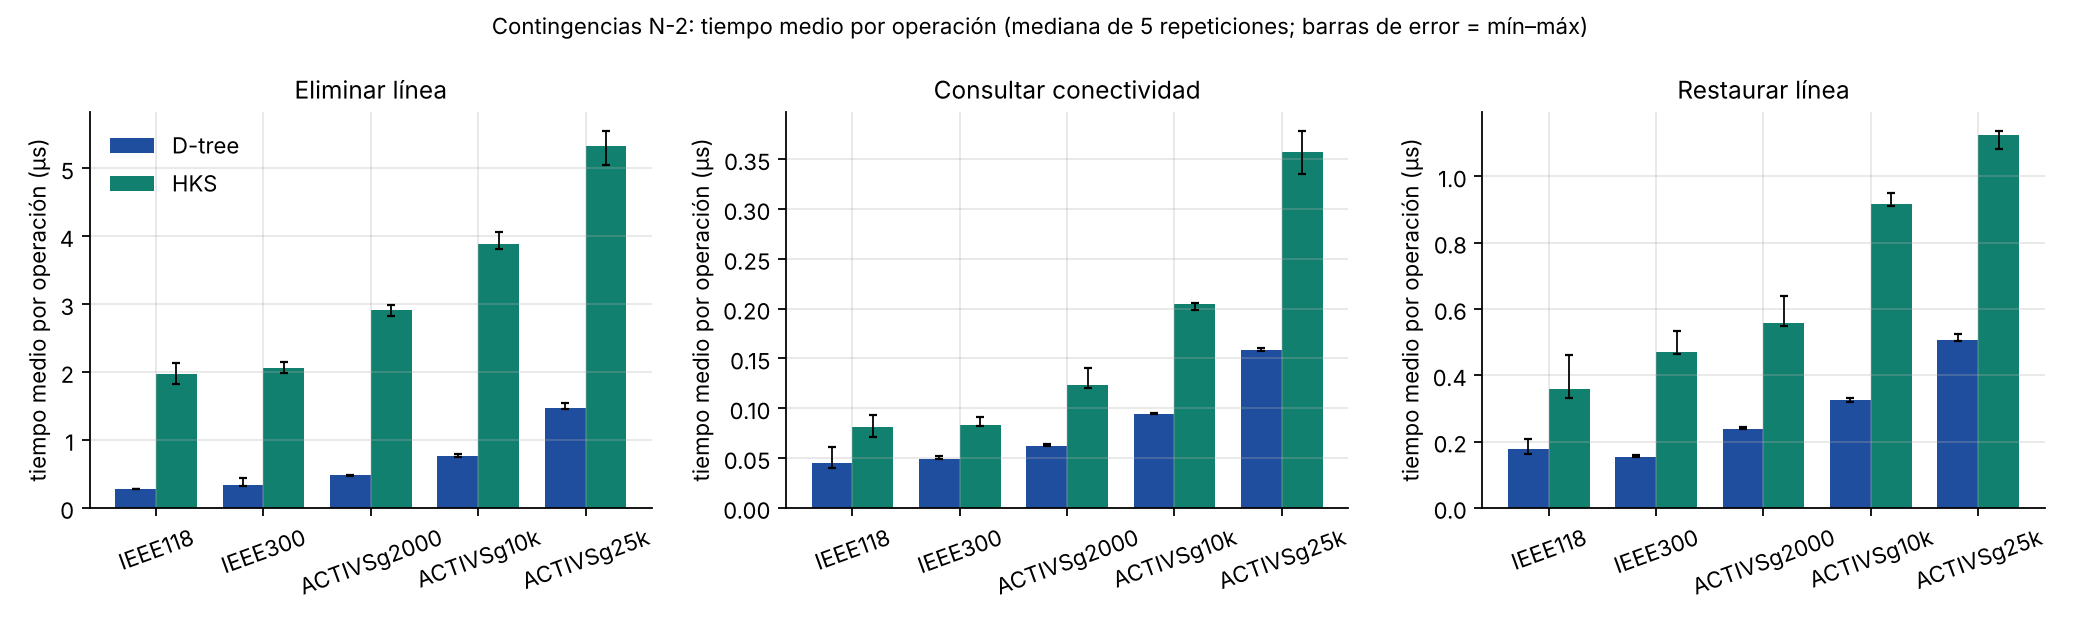 Contingencias N-2: tiempo medio por operación (mediana de 5 repeticiones; barras de error = mín–máx)
Eliminar línea
tiempo medio por operación (µs)
5
4
3
2
1
0
D-tree
HKS
IEEE118
IEEE300
ACTIVSg2000
ACTIVSg10k
ACTIVSg25k
Consultar conectividad
tiempo medio por operación (µs)
0.35
0.30
0.25
0.20
0.15
0.10
0.05
0.00
IEEE118
IEEE300
ACTIVSg2000
ACTIVSg10k
ACTIVSg25k
Restaurar línea
tiempo medio por operación (µs)
1.0
0.8
0.6
0.4
0.2
0.0
IEEE118
IEEE300
ACTIVSg2000
ACTIVSg10k
ACTIVSg25k